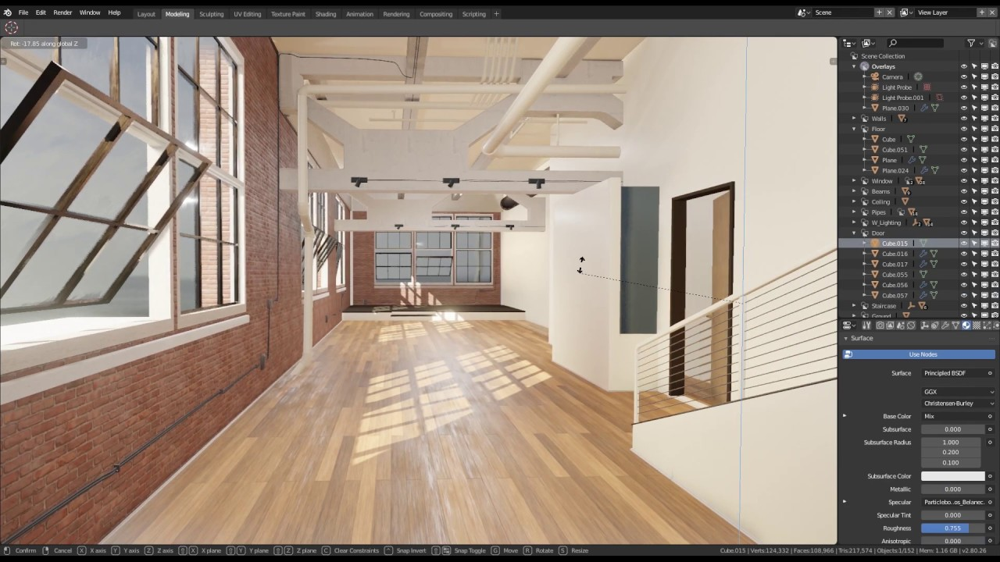 File Edit Render Window Help Layout Modeling Sculpting UV Editing Texture Paint Shading Animation Rendering Compositing Scripting + Scene View Layer
Rot: -17.85 along global Z
Scene Collection
Overlays
Camera
Light Probe
Light Probe.001
Plane.030
Walls
Floor
Cube
Cube.051
Plane
Plane.024
Window
Beams
Ceiling
Pipes
W_Lighting
Door
Cube.015
Cube.016
Cube.017
Cube.055
Cube.056
Cube.057
Staircase
Ground
Surface
Use Nodes
Surface Principled BSDF
GGX
Christensen-Burley
Base Color Mix
Subsurface 0.000
Subsurface Radius 1.000
0.200
0.100
Subsurface Color
Metallic 0.000
Specular Particlebo..os_Belanec.
Specular Tint 0.000
Roughness 0.755
Anisotropic 0.000
Confirm Cancel X X axis Y Y axis Z Z axis X X plane Y Y plane Z Z plane C Clear Constraints Snap Invert Snap Toggle G Move R Rotate S Resize Cube.015 | Verts:124,332 | Faces:108,966 | Tris:217,574 | Objects:1/152 | Mem: 1.16 GB | v2.80.26